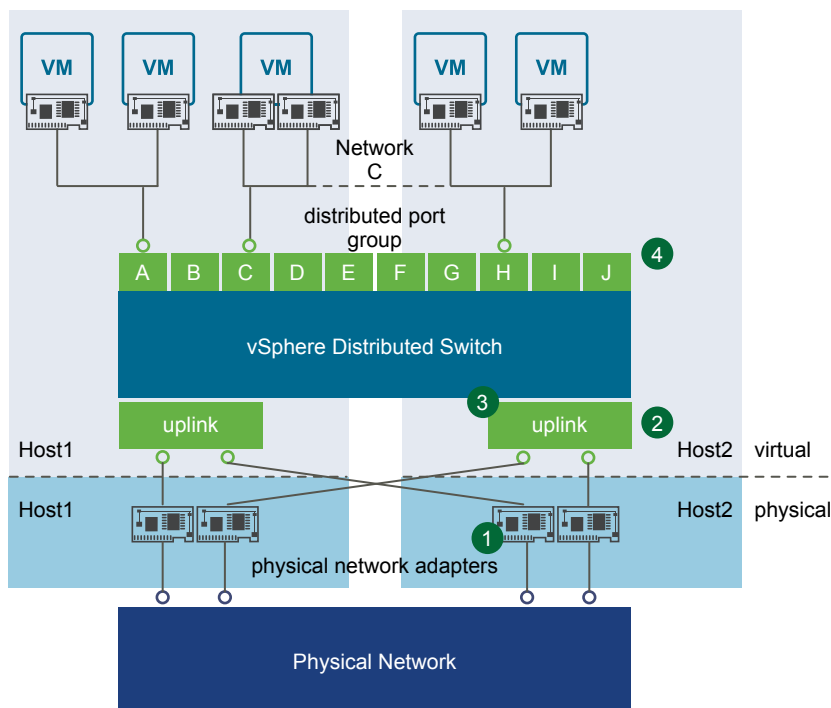 VM
VM
VM
VM
VM
Network
C
distributed port
group
A B C D E F G H I J
4
vSphere Distributed Switch
3
uplink
uplink
2
Host1
Host2 virtual
Host1
Host2 physical
1
physical network adapters
Physical Network